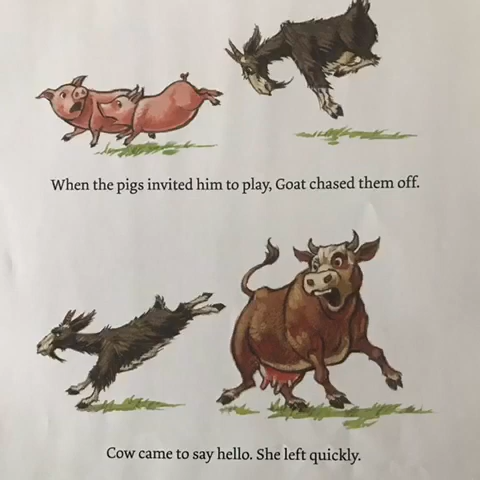 When the pigs invited him to play, Goat chased them off.
Cow came to say hello. She left quickly.